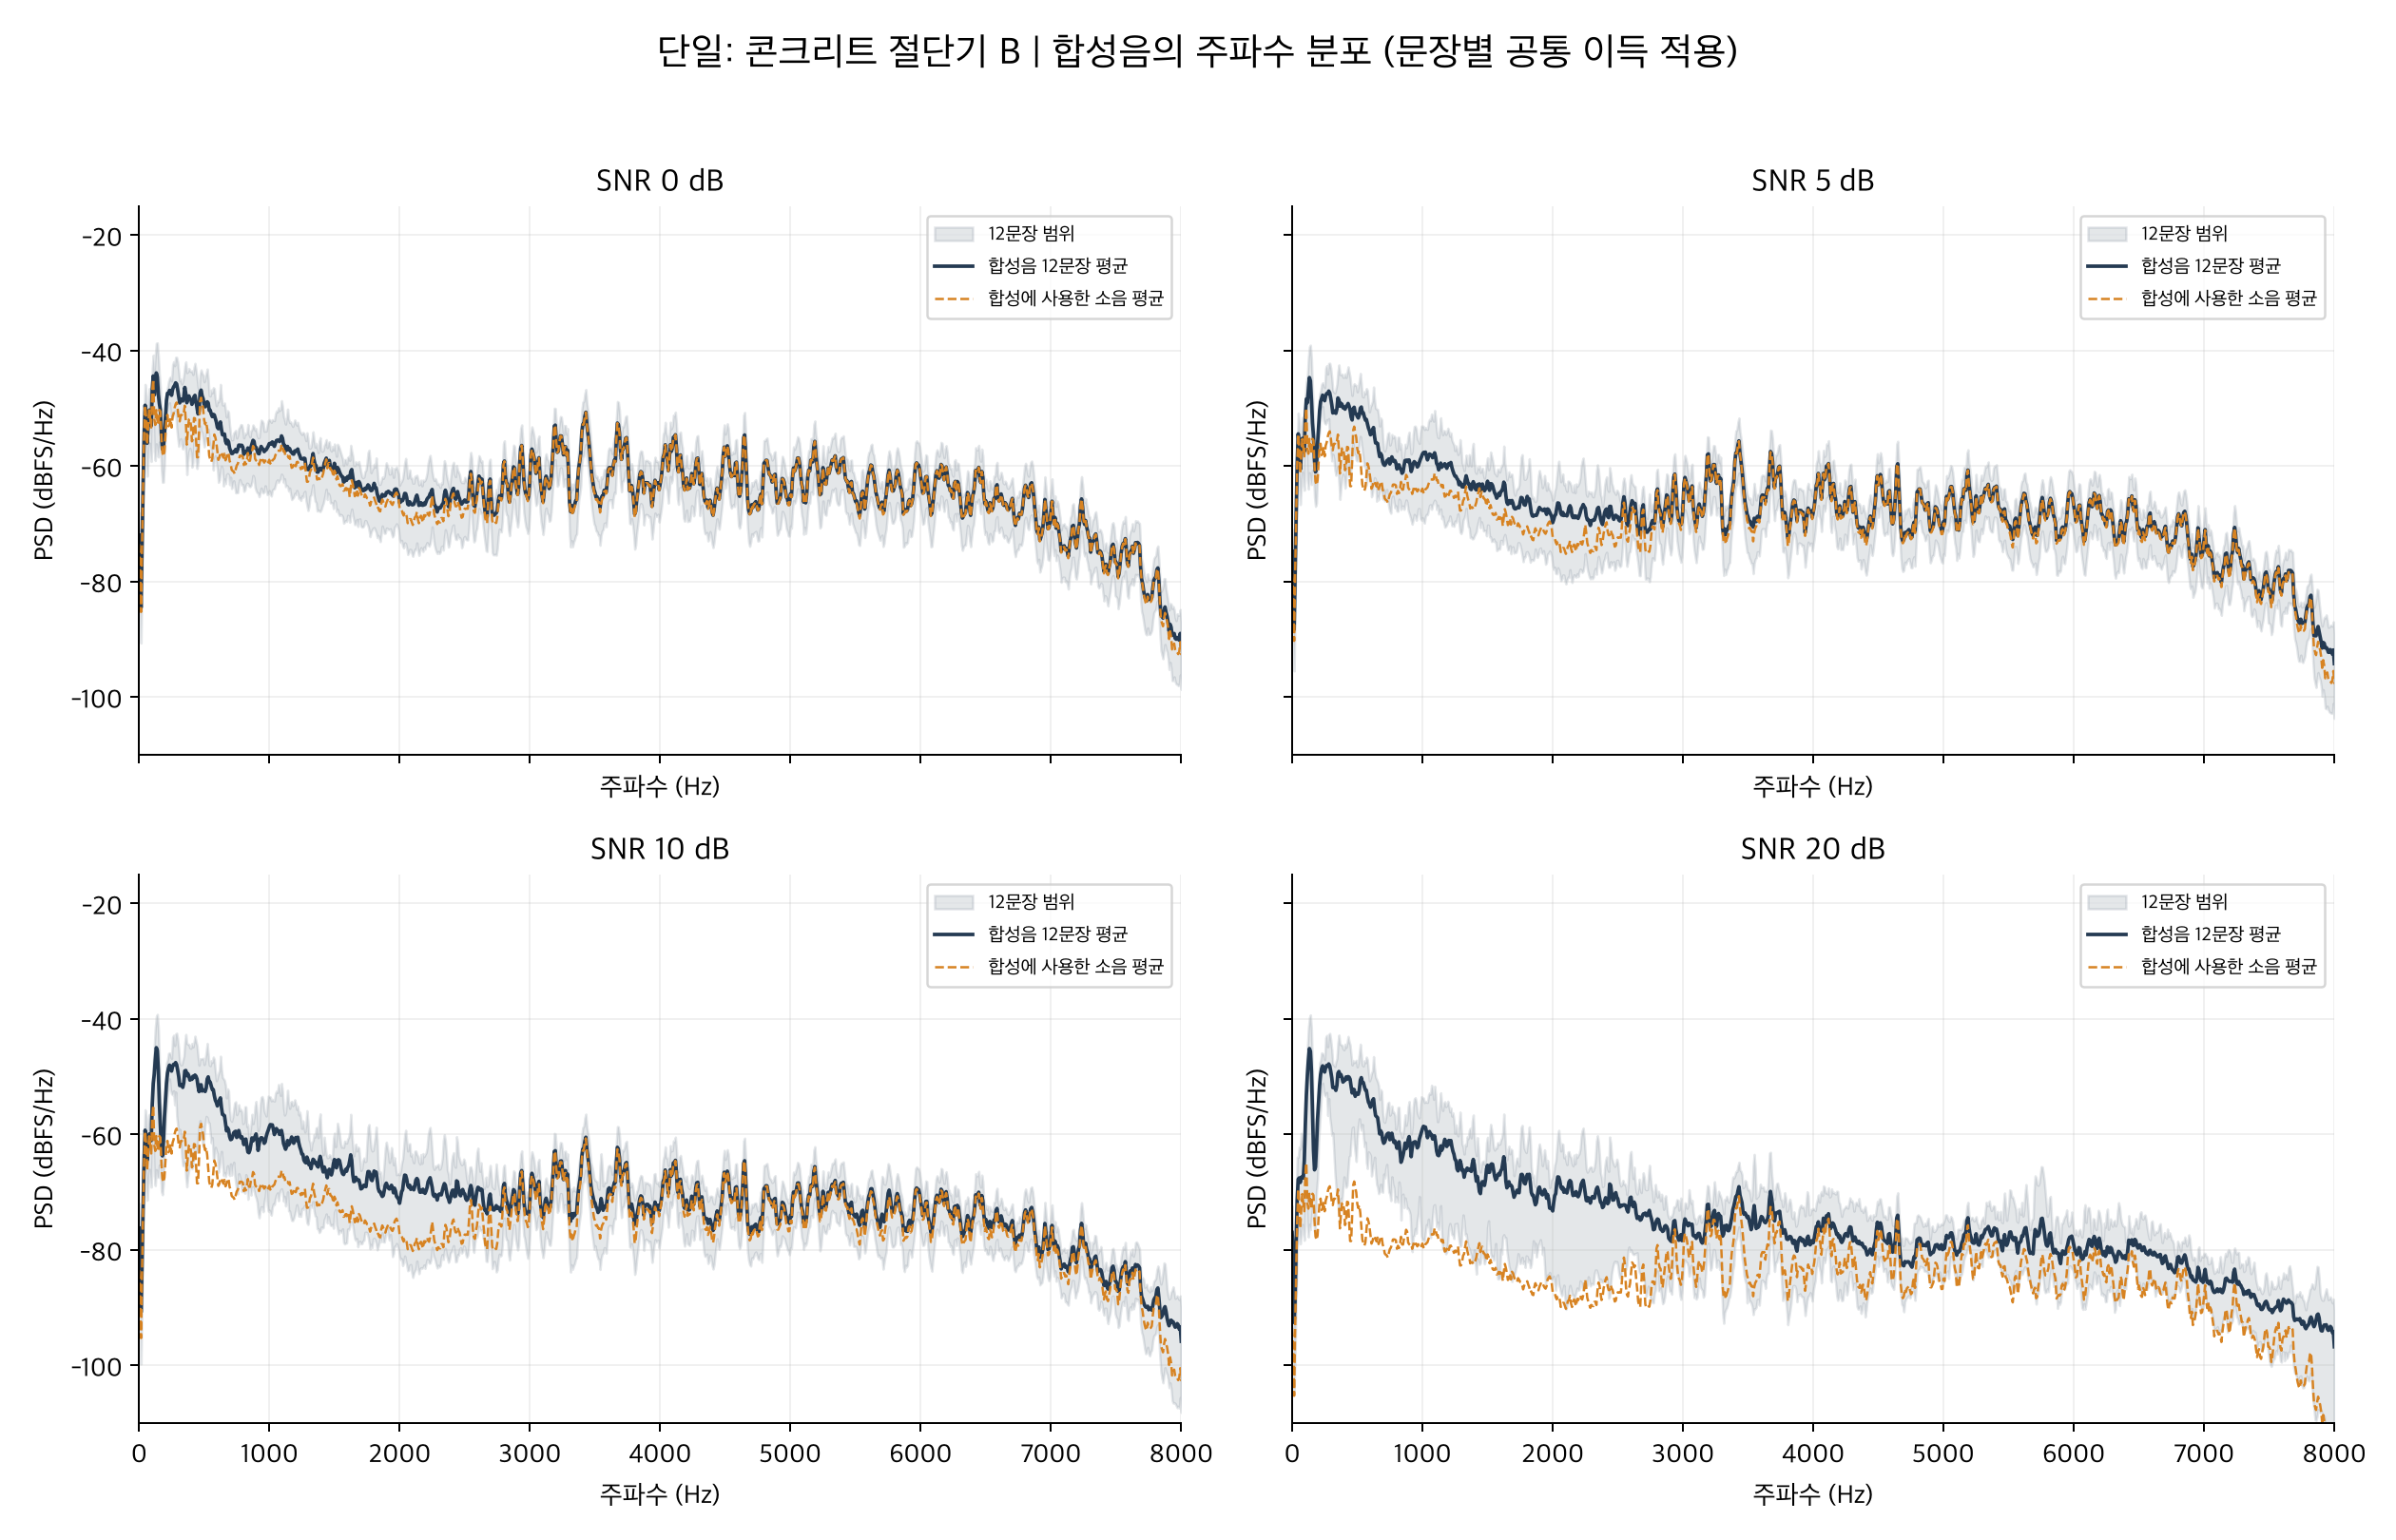 단일: 콘크리트 절단기 B | 합성음의 주파수 분포 (문장별 공통 이득 적용)
SNR 0 dB
12문장 범위
합성음 12문장 평균
합성에 사용한 소음 평균
-20
-40
-60
-80
-100
PSD (dBFS/Hz)
주파수 (Hz)
SNR 5 dB
12문장 범위
합성음 12문장 평균
합성에 사용한 소음 평균
PSD (dBFS/Hz)
주파수 (Hz)
SNR 10 dB
12문장 범위
합성음 12문장 평균
합성에 사용한 소음 평균
-20
-40
-60
-80
-100
PSD (dBFS/Hz)
0 1000 2000 3000 4000 5000 6000 7000 8000
주파수 (Hz)
SNR 20 dB
12문장 범위
합성음 12문장 평균
합성에 사용한 소음 평균
PSD (dBFS/Hz)
0 1000 2000 3000 4000 5000 6000 7000 8000
주파수 (Hz)